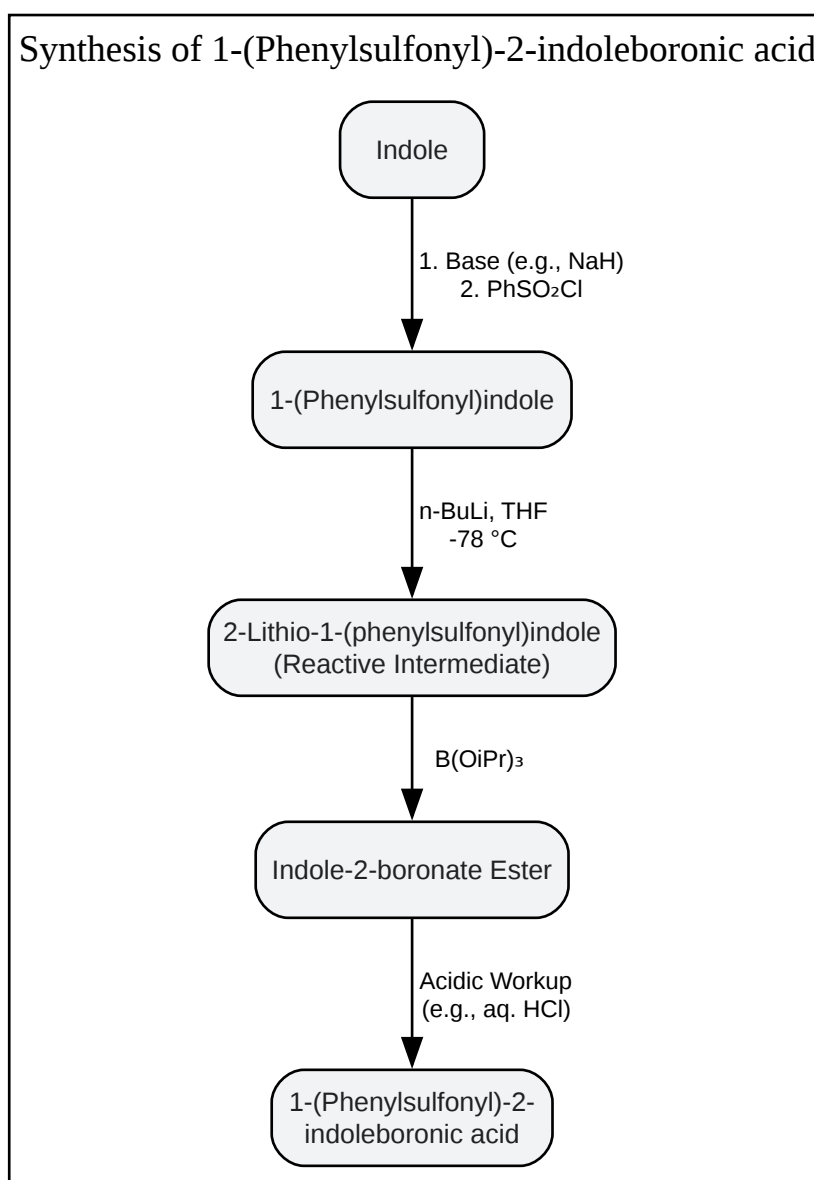 Synthesis of 1-(Phenylsulfonyl)-2-indoleboronic acid
Indole
1. Base (e.g., NaH)
2. PhSO₂Cl
1-(Phenylsulfonyl)indole
n-BuLi, THF
-78 °C
2-Lithio-1-(phenylsulfonyl)indole
(Reactive Intermediate)
B(OiPr)₃
Indole-2-boronate Ester
Acidic Workup
(e.g., aq. HCl)
1-(Phenylsulfonyl)-2-
indoleboronic acid